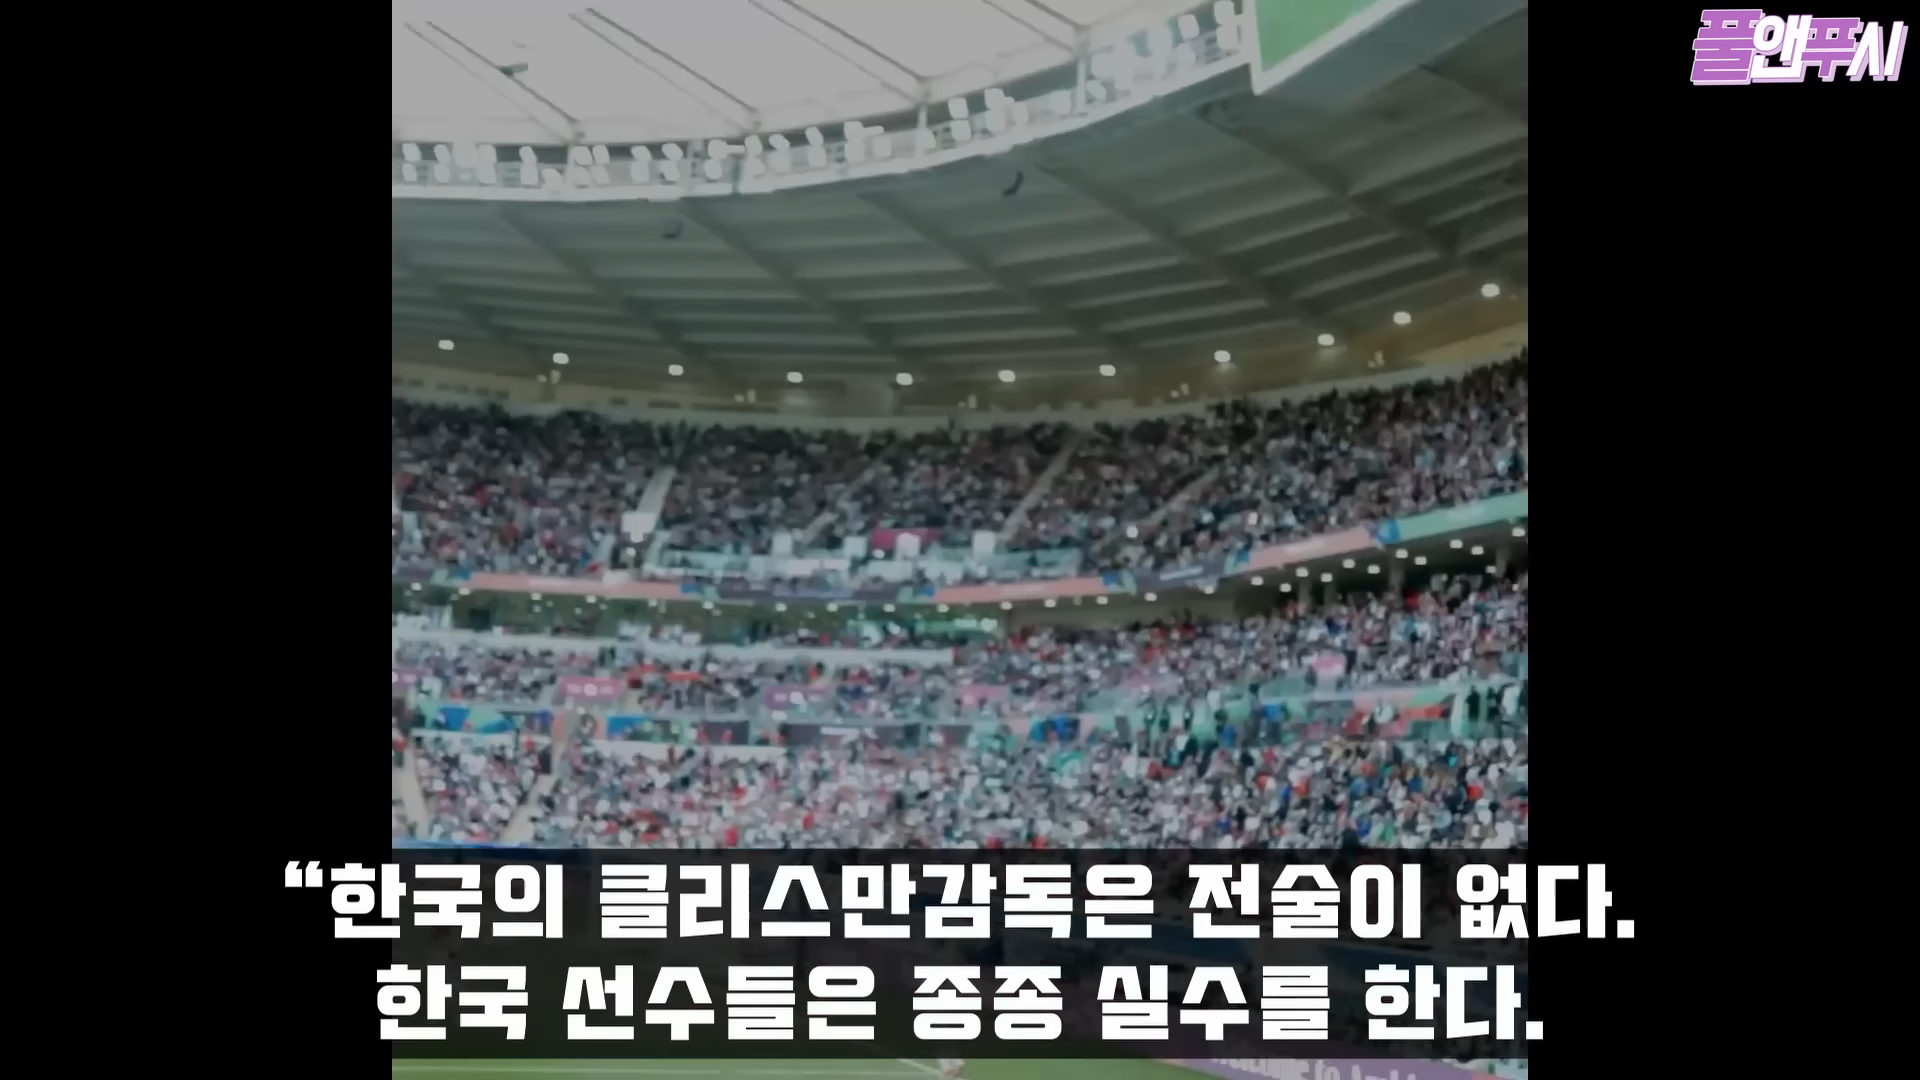 풀앤푸시
“한국의 클리스만감독은 전술이 없다.
한국 선수들은 종종 실수를 한다.